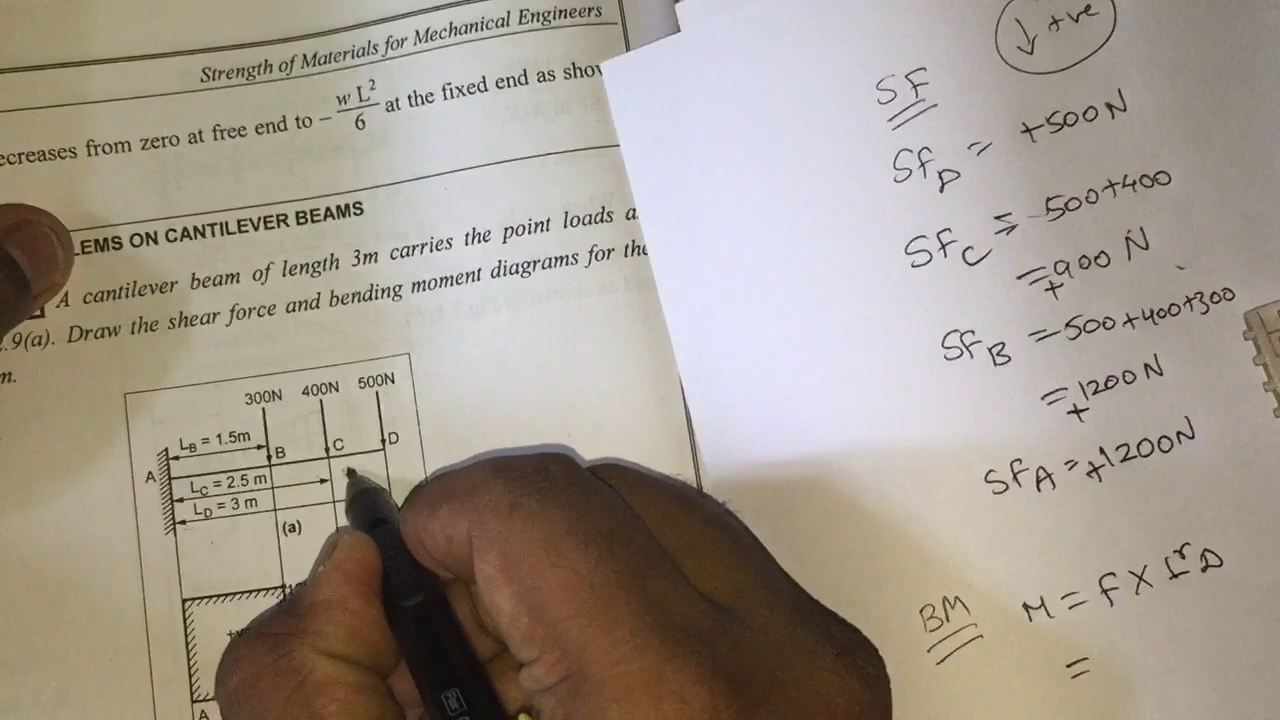 Strength of Materials for Mechanical Engineers
ecreases from zero at free end to - w L² / 6 at the fixed end as
LEMS ON CANTILEVER BEAMS
A cantilever beam of length 3m carries the point loads
.9(a). Draw the shear force and bending moment diagrams for the
m.
300N 400N 500N
L_B = 1.5m
A B C D
L_C = 2.5 m
L_D = 3 m
(a)
A
↓ +ve
SF
SF_D = +500N
SF_C = 500+400
= +900 N
SF_B = 500+400+300
= +1200N
SF_A = +1200N
BM M = F × Lʳ D
=